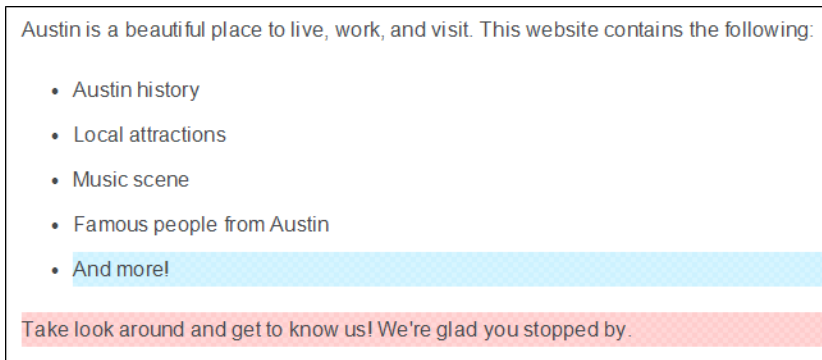 Austin is a beautiful place to live, work, and visit. This website contains the following:
• Austin history
• Local attractions
• Music scene
• Famous people from Austin
• And more!
Take look around and get to know us! We're glad you stopped by.